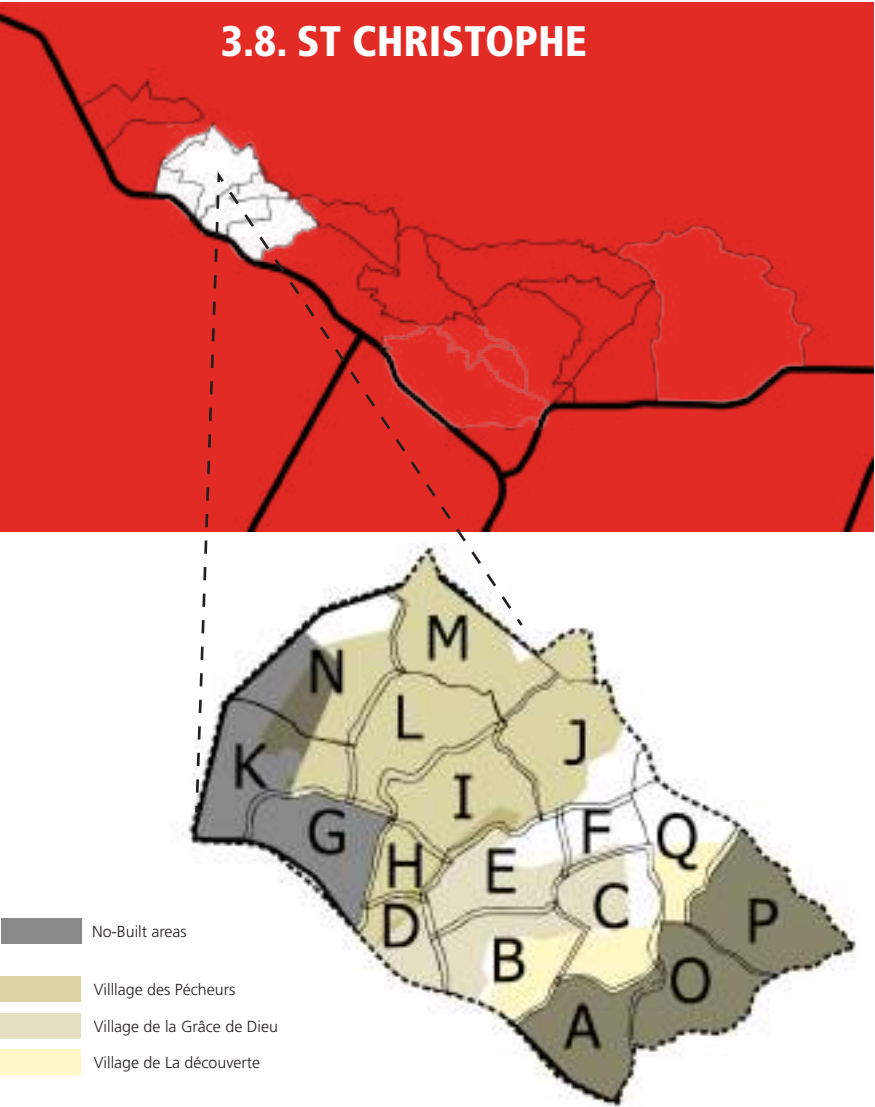 3.8. ST CHRISTOPHE
M
N
L
J
K
I
G
F
Q
H
E
C
D
P
B
O
A
No-Built areas
Villlage des Pécheurs
Village de la Grâce de Dieu
Village de La découverte